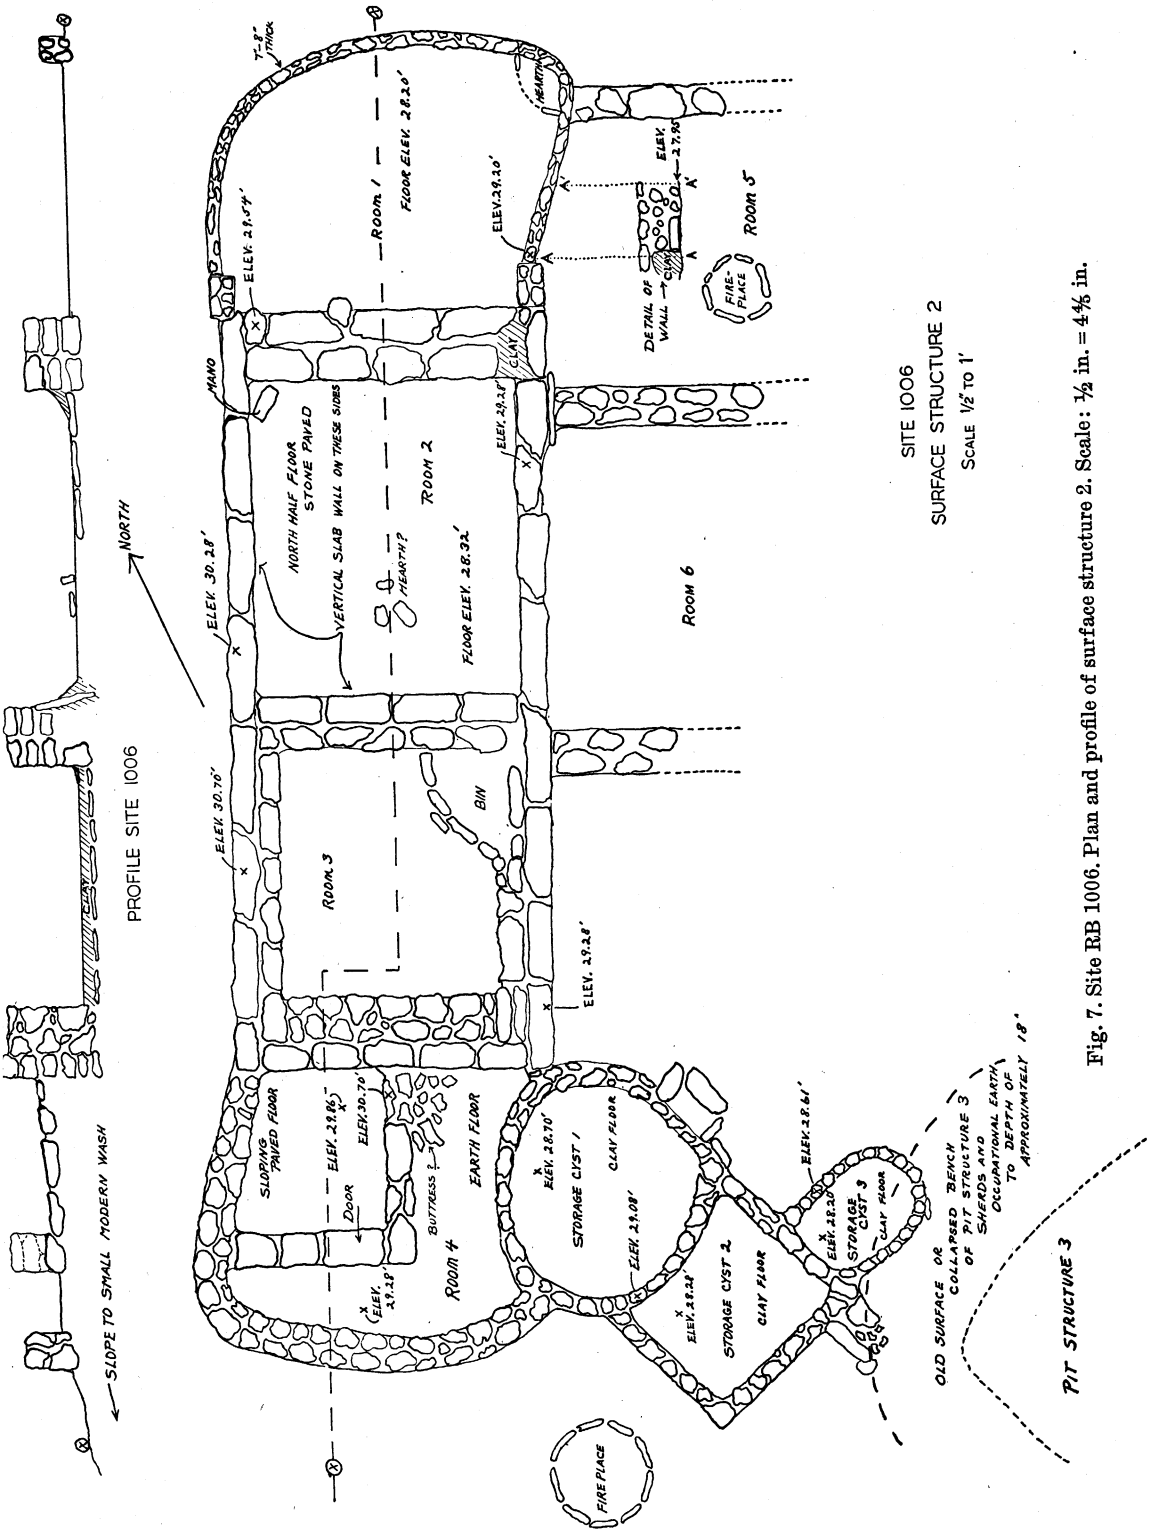 PROFILE SITE 1006
CLAY
SLOPE TO SMALL MODERN WASH
NORTH
7"-8"
THICK
ROOM 1
FLOOR ELEV. 28.20'
HEARTH
ELEV. 29.54'
ELEV. 29.20'
CLAY
MANO
NORTH HALF FLOOR
STONE PAVED
VERTICAL SLAB WALL ON THESE SIDES
ROOM 2
ELEV. 29.28'
HEARTH?
FLOOR ELEV. 28.32'
ELEV. 30.28'
ELEV. 30.70'
ROOM 3
BIN
ELEV. 29.28'
SLOPING
PAVED FLOOR
ELEV. 29.86'
ELEV. 30.70'
DOOR
BUTTRESS?
EARTH FLOOR
ROOM 4
ELEV.
29.28'
ELEV. 28.70'
STORAGE CYST 1
CLAY FLOOR
ELEV. 29.08'
ELEV. 28.28'
STORAGE CYST 2
CLAY FLOOR
ELEV. 28.61'
ELEV. 28.20'
STORAGE
CYST 3
CLAY FLOOR
FIRE PLACE
OLD SURFACE OR
COLLAPSED BENCH
OF PIT STRUCTURE 3
SHERDS AND
OCCUPATIONAL EARTH
TO DEPTH OF
APPROXIMATELY 18"
PIT STRUCTURE 3
ELEV.
27.95
A'
A'
A
A
DETAIL OF
WALL
CLAY
FIRE-
PLACE
ROOM 5
ROOM 6
SITE 1006
SURFACE STRUCTURE 2
SCALE 1/2" TO 1'
Fig. 7. Site RB 1006. Plan and profile of surface structure 2. Scale: ½ in. = 4⅜ in.